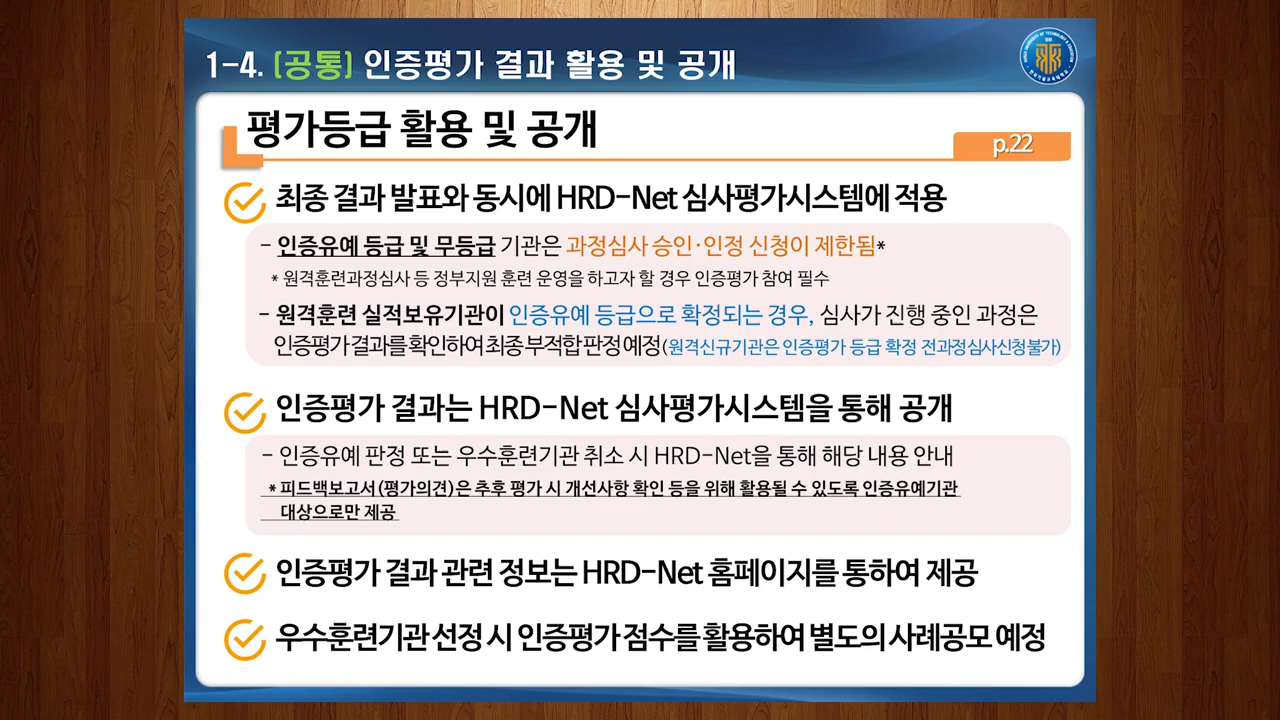 1-4. [공통] 인증평가 결과 활용 및 공개
평가등급 활용 및 공개
p.22
최종 결과 발표와 동시에 HRD-Net 심사평가시스템에 적용
- 인증유예 등급 및 무등급 기관은 과정심사 승인·인정 신청이 제한됨*
* 원격훈련과정심사 등 정부지원 훈련 운영을 하고자 할 경우 인증평가 참여 필수
- 원격훈련 실적보유기관이 인증유예 등급으로 확정되는 경우, 심사가 진행 중인 과정은
인증평가 결과를 확인하여 최종 부적합 판정 예정(원격신규기관은 인증평가 등급 확정 전 과정심사 신청 불가)
인증평가 결과는 HRD-Net 심사평가시스템을 통해 공개
- 인증유예 판정 또는 우수훈련기관 취소 시 HRD-Net을 통해 해당 내용 안내
* 피드백보고서(평가의견)은 추후 평가 시 개선사항 확인 등을 위해 활용될 수 있도록 인증유예기관
대상으로만 제공
인증평가 결과 관련 정보는 HRD-Net 홈페이지를 통하여 제공
우수훈련기관 선정 시 인증평가 점수를 활용하여 별도의 사례공모 예정